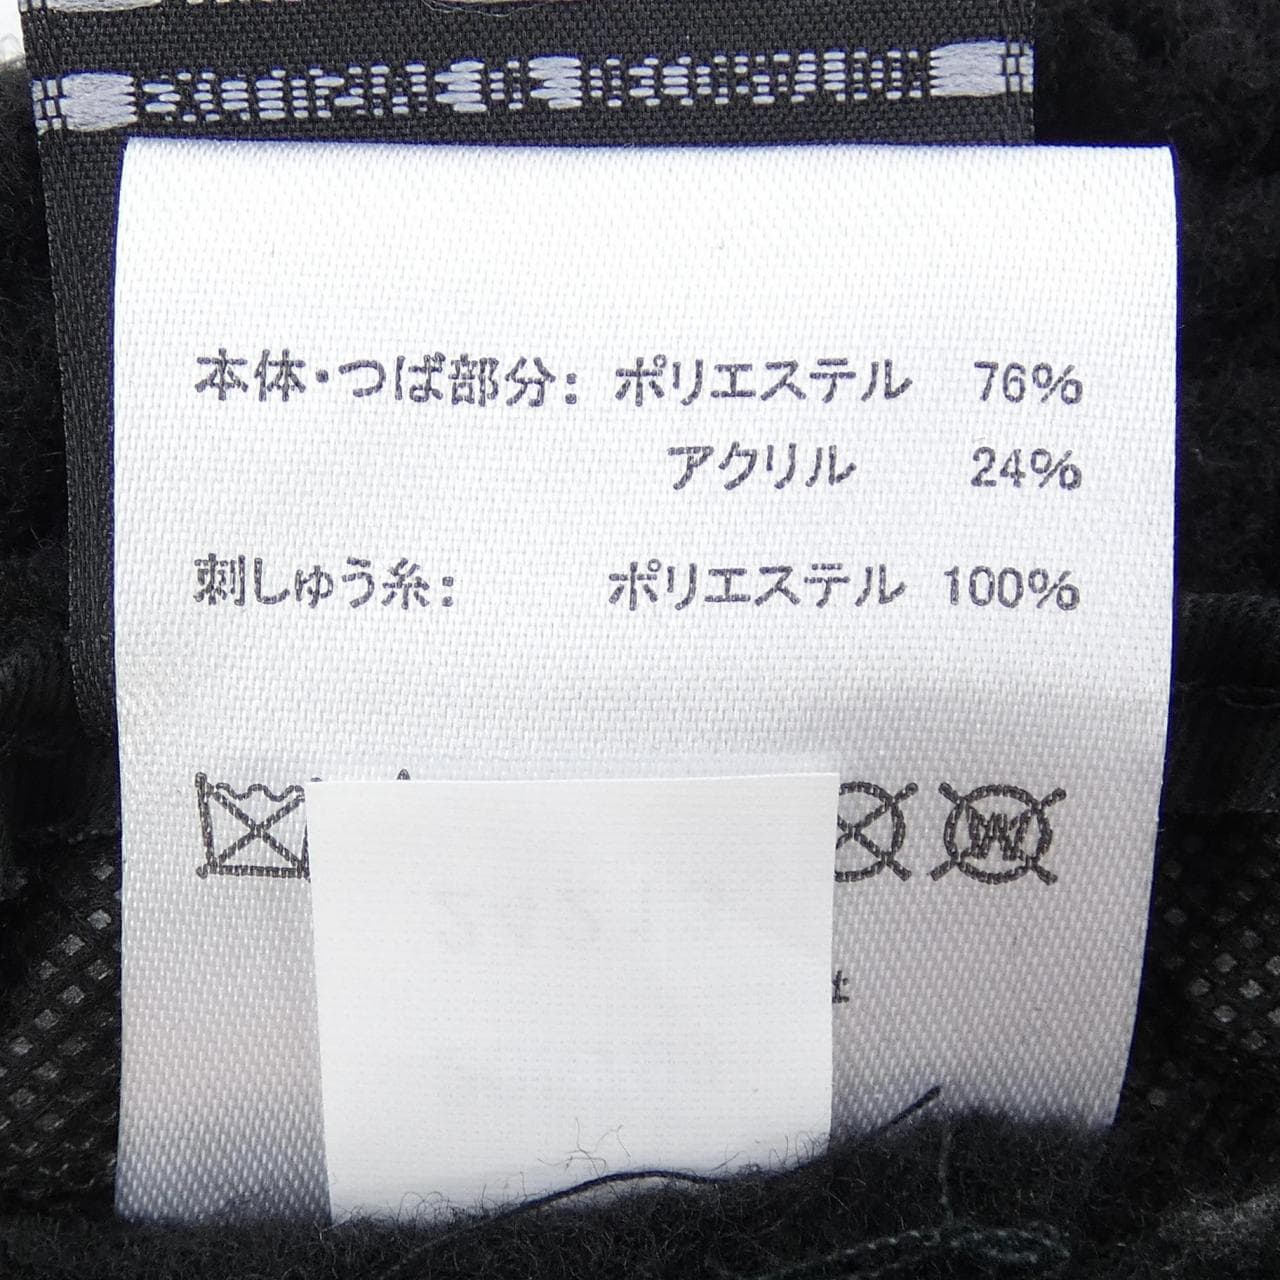 本体・つば部分: ポリエステル 76%
アクリル 24%
刺しゅう糸: ポリエステル 100%
W